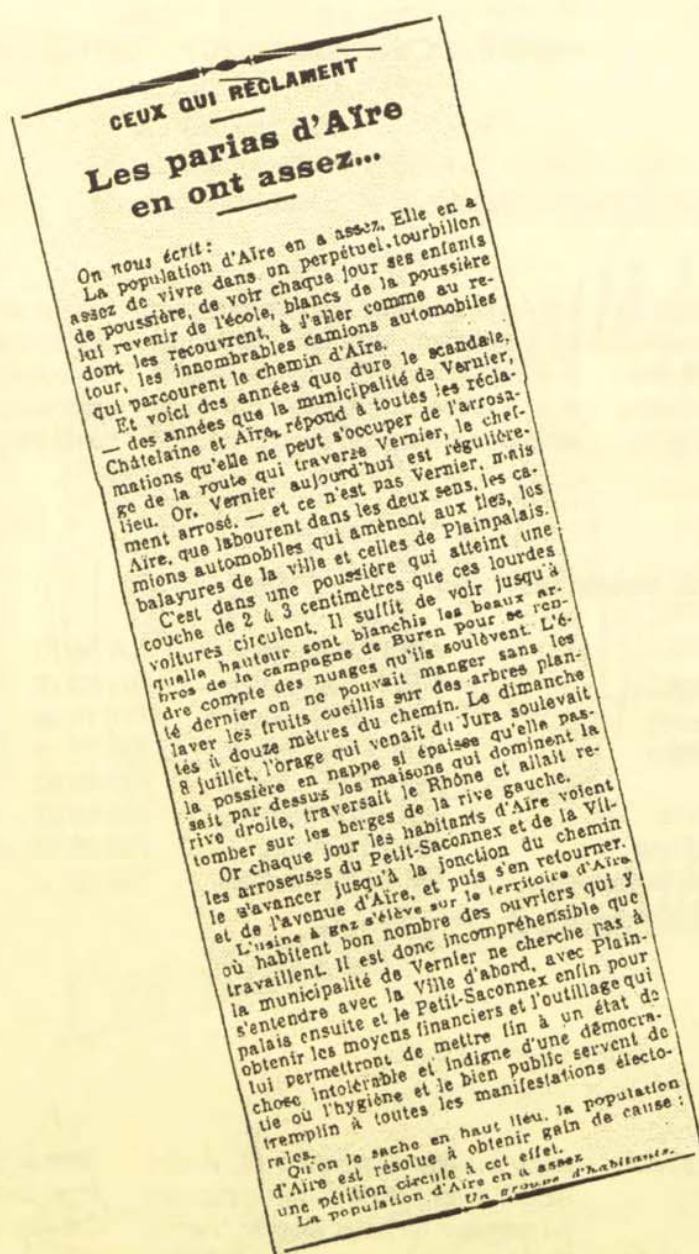 CEUX QUI RÉCLAMENT
Les parias d'Aïre
en ont assez...
On nous écrit :
La population d'Aïre en a assez. Elle en a
assez de vivre dans un perpétuel tourbillon
de poussière, de voir chaque jour ses enfants
lui revenir de l'école, blancs de la poussière
dont les recouvrent, à l'aller comme au re-
tour, les innombrables camions automobiles
qui parcourent le chemin d'Aïre.
Et voici des années que dure le scandale,
— des années que la municipalité de Vernier,
Châtelaine et Aïre, répond à toutes les récla-
mations qu'elle ne peut s'occuper de l'arrosa-
ge de la route qui traverse Vernier, le chef-
lieu. Or, Vernier aujourd'hui est régulière-
ment arrosé, — et ce n'est pas Vernier, mais
Aïre, que labourent dans les deux sens, les ca-
mions automobiles qui amènent aux îles, les
balayures de la ville et celles de Plainpalais.
C'est dans une poussière qui atteint une
couche de 2 à 3 centimètres que ces lourdes
voitures circulent. Il suffit de voir jusqu'à
quelle hauteur sont blanchis les beaux ar-
bres de la campagne de Buren pour se ren-
dre compte des nuages qu'ils soulèvent. L'é-
té dernier on ne pouvait manger sans les
laver les fruits cueillis sur des arbres plan-
tés à douze mètres du chemin. Le dimanche
8 juillet, l'orage qui venait du Jura soulevait
la possière en nappe si épaisse qu'elle pas-
sait par dessus les maisons qui dominent la
rive droite, traversait le Rhône et allait re-
tomber sur les berges de la rive gauche.
Or chaque jour les habitants d'Aïre voient
les arroseuses du Petit-Saconnex et de la Vil-
le s'avancer jusqu'à la jonction du chemin
et de l'avenue d'Aïre, et puis s'en retourner.
L'usine à gaz s'élève sur le territoire d'Aïre
où habitent bon nombre des ouvriers qui y
travaillent. Il est donc incompréhensible que
la municipalité de Vernier ne cherche pas à
s'entendre avec la Ville d'abord, avec Plain-
palais ensuite et le Petit-Saconnex enfin pour
obtenir les moyens financiers et l'outillage qui
lui permettront de mettre fin à un état de
chose intolérable et indigne d'une démocra-
tie où l'hygiène et le bien public servent de
tremplin à toutes les manifestations électo-
rales.
Qu'on le sache en haut lieu, la population
d'Aïre est résolue à obtenir gain de cause :
une pétition circule à cet effet.
La population d'Aïre en a assez
Un groupe d'habitants.